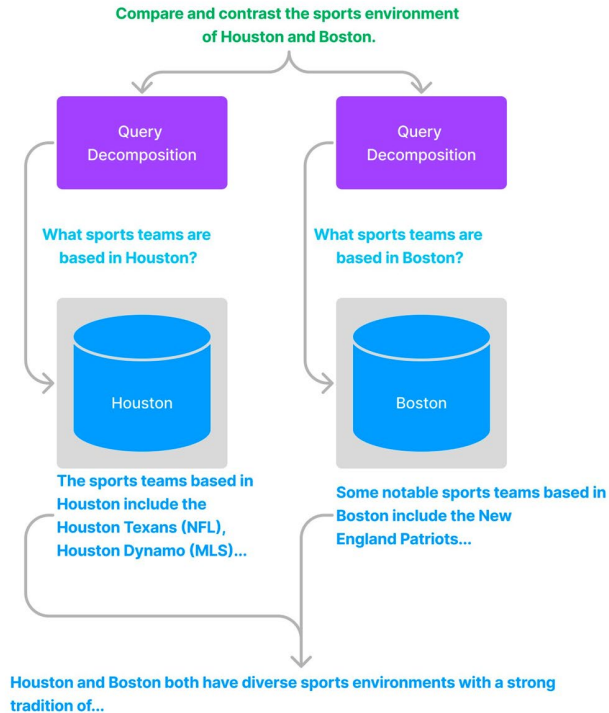 Compare and contrast the sports environment
of Houston and Boston.
Query
Decomposition
Query
Decomposition
What sports teams are
based in Houston?
What sports teams are
based in Boston?
Houston
Boston
The sports teams based in
Houston include the
Houston Texans (NFL),
Houston Dynamo (MLS)...
Some notable sports teams based in
Boston include the New
England Patriots...
Houston and Boston both have diverse sports environments with a strong
tradition of...